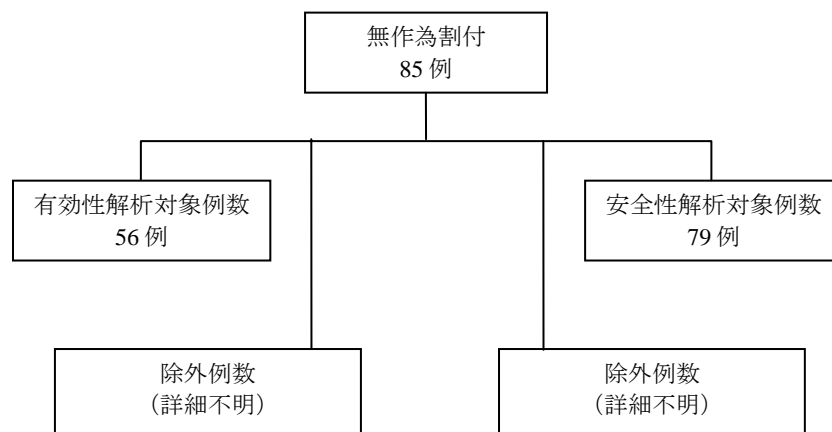 無作為割付
85 例
有効性解析対象例数
56 例
安全性解析対象例数
79 例
除外例数
（詳細不明）
除外例数
（詳細不明）